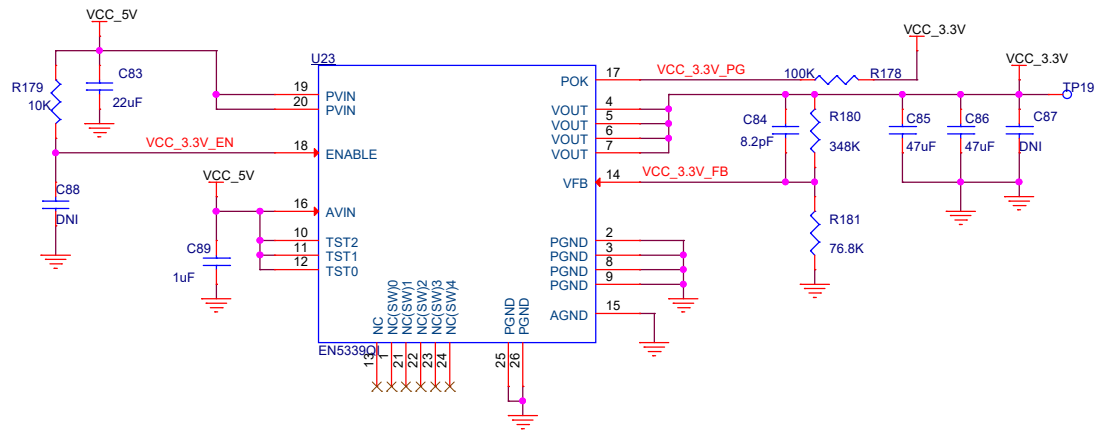 VCC_5V
VCC_3.3V
U23
R179
10K
C83
22uF
19
PVIN
20
PVIN
VCC_3.3V_EN
18
ENABLE
C88
DNI
VCC_5V
16
AVIN
10
TST2
11
TST1
12
TST0
C89
1uF
NC
NC(SW)0
NC(SW)1
NC(SW)2
NC(SW)3
NC(SW)4
13
1
21
22
23
24
EN5339QI
PGND
PGND
25
26
POK
17
VCC_3.3V_PG
100K
R178
VCC_3.3V
TP19
VOUT
4
VOUT
5
VOUT
6
VOUT
7
C84
8.2pF
R180
348K
C85
47uF
C86
47uF
C87
DNI
VFB
14
VCC_3.3V_FB
R181
76.8K
PGND
2
PGND
3
PGND
8
PGND
9
AGND
15